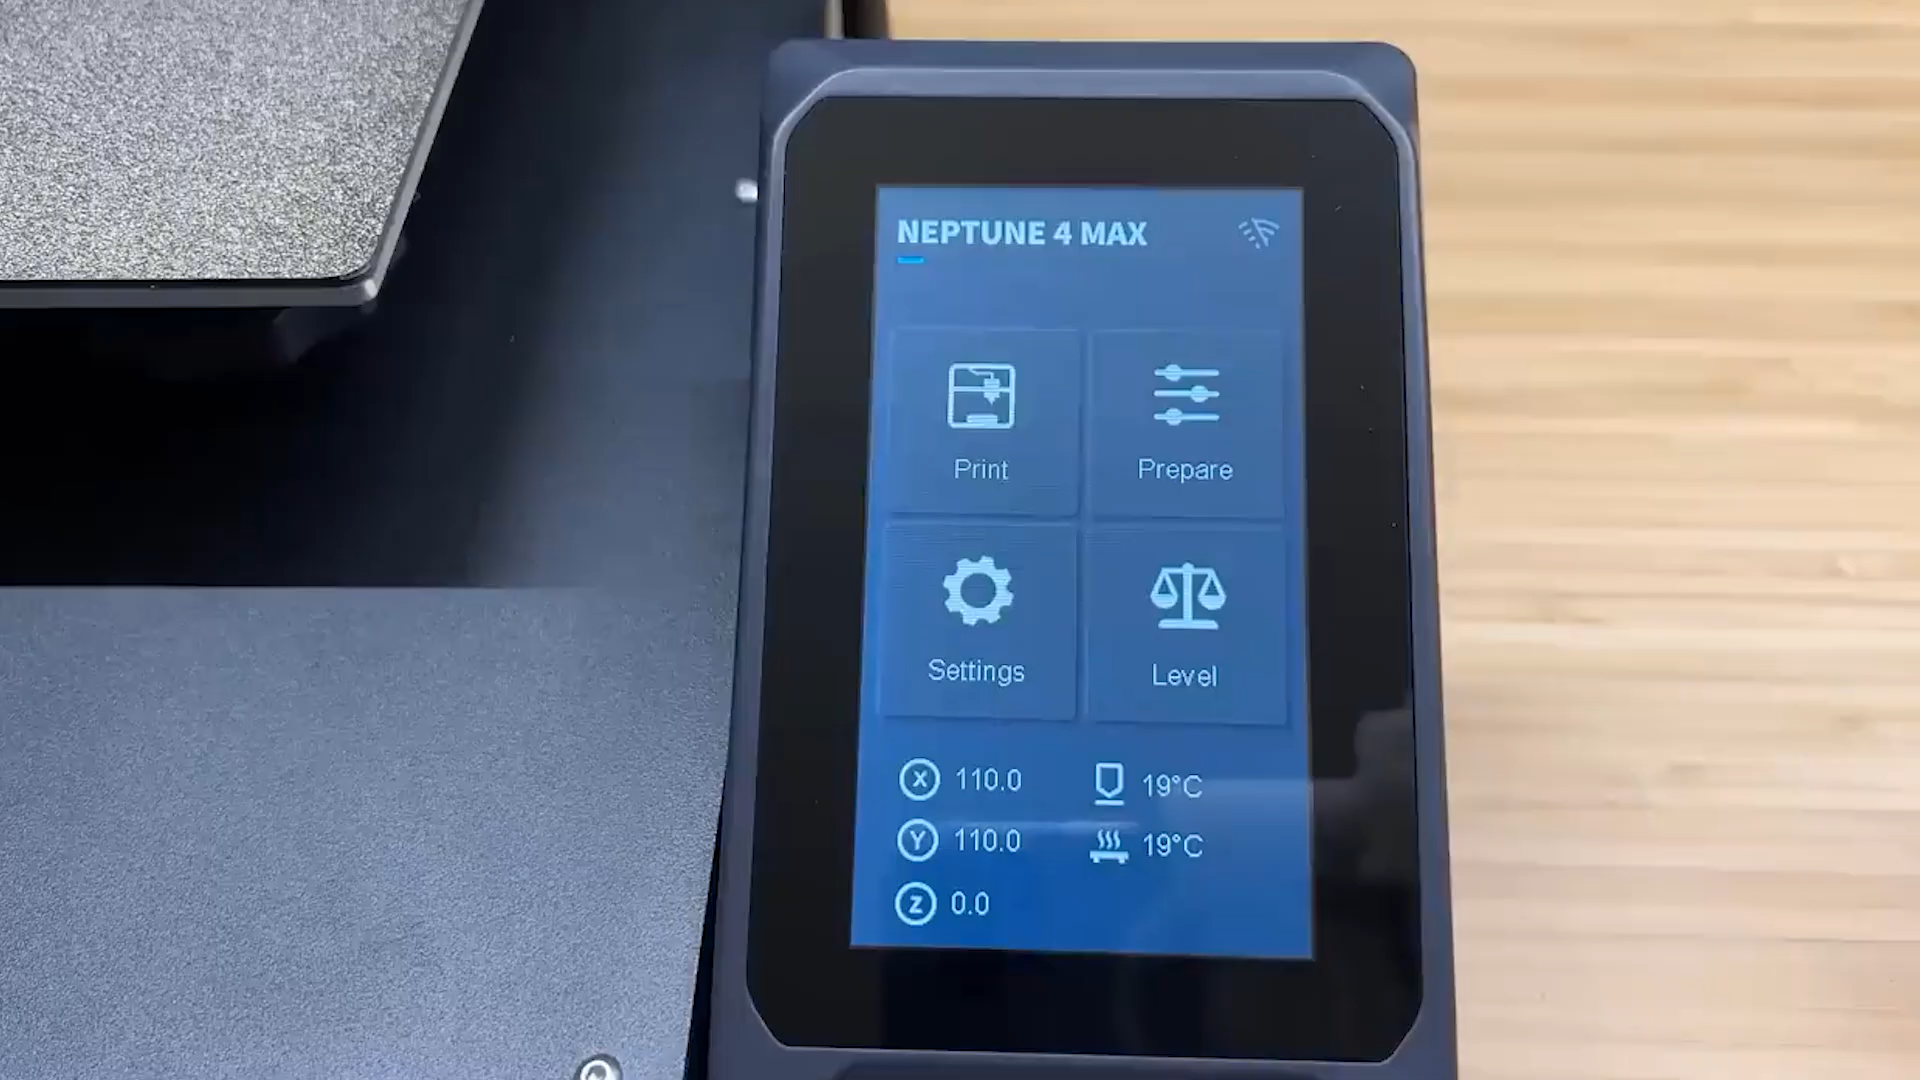 NEPTUNE 4 MAX
Print
Prepare
Settings
Level
X 110.0
19°C
Y 110.0
19°C
Z 0.0